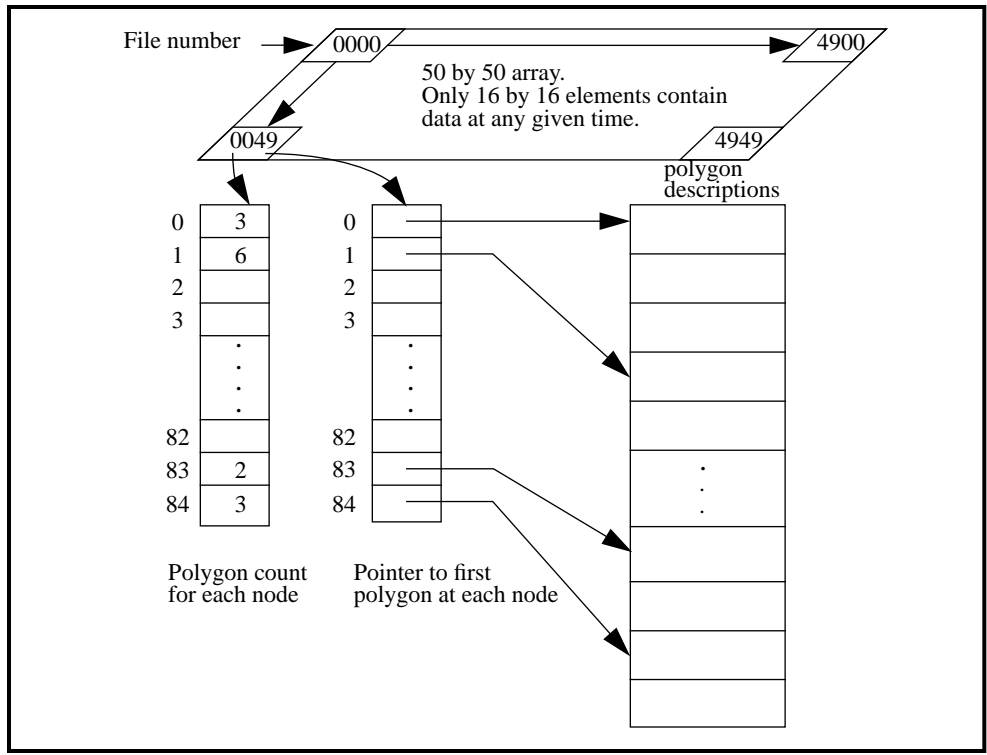 File number
0000
4900
50 by 50 array.
Only 16 by 16 elements contain
data at any given time.
0049
4949
polygon
descriptions
0
3
1
6
2
3
82
83
2
84
3
0
1
2
3
82
83
84
Polygon count
for each node
Pointer to first
polygon at each node